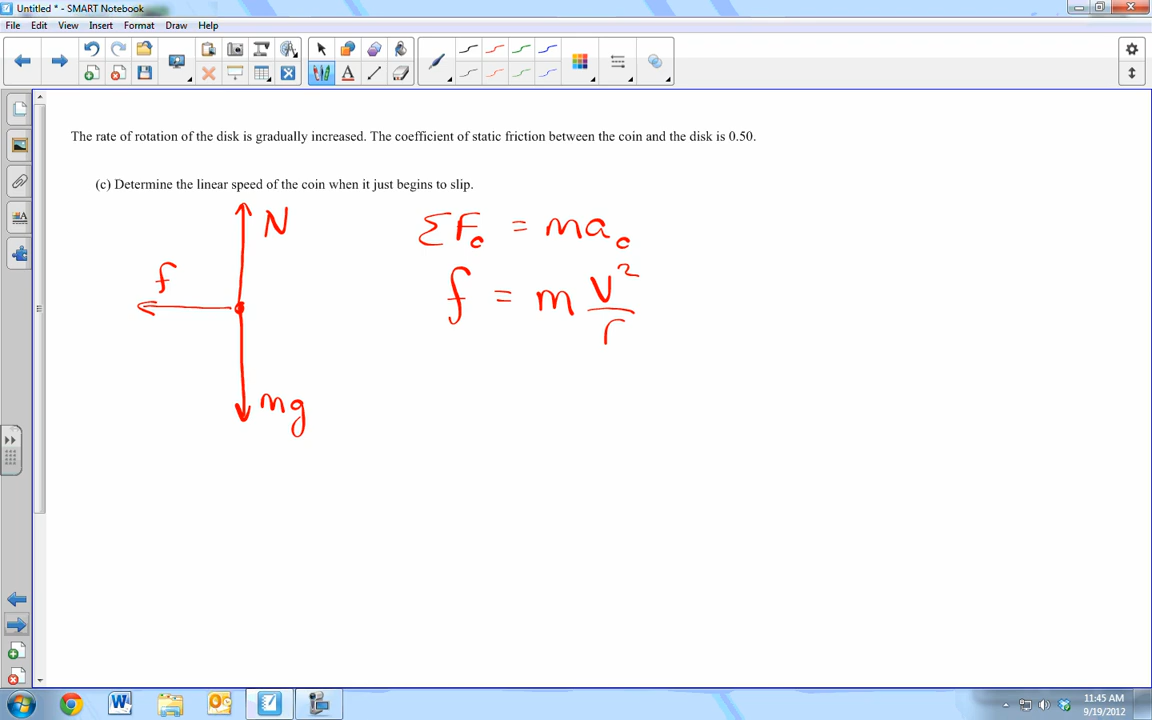 Untitled * - SMART Notebook
File Edit View Insert Format Draw Help
The rate of rotation of the disk is gradually increased. The coefficient of static friction between the coin and the disk is 0.50.
(c) Determine the linear speed of the coin when it just begins to slip.
N
ΣF₀ = ma₀
f
f = m v²/r
mg
11:45 AM
9/19/2012